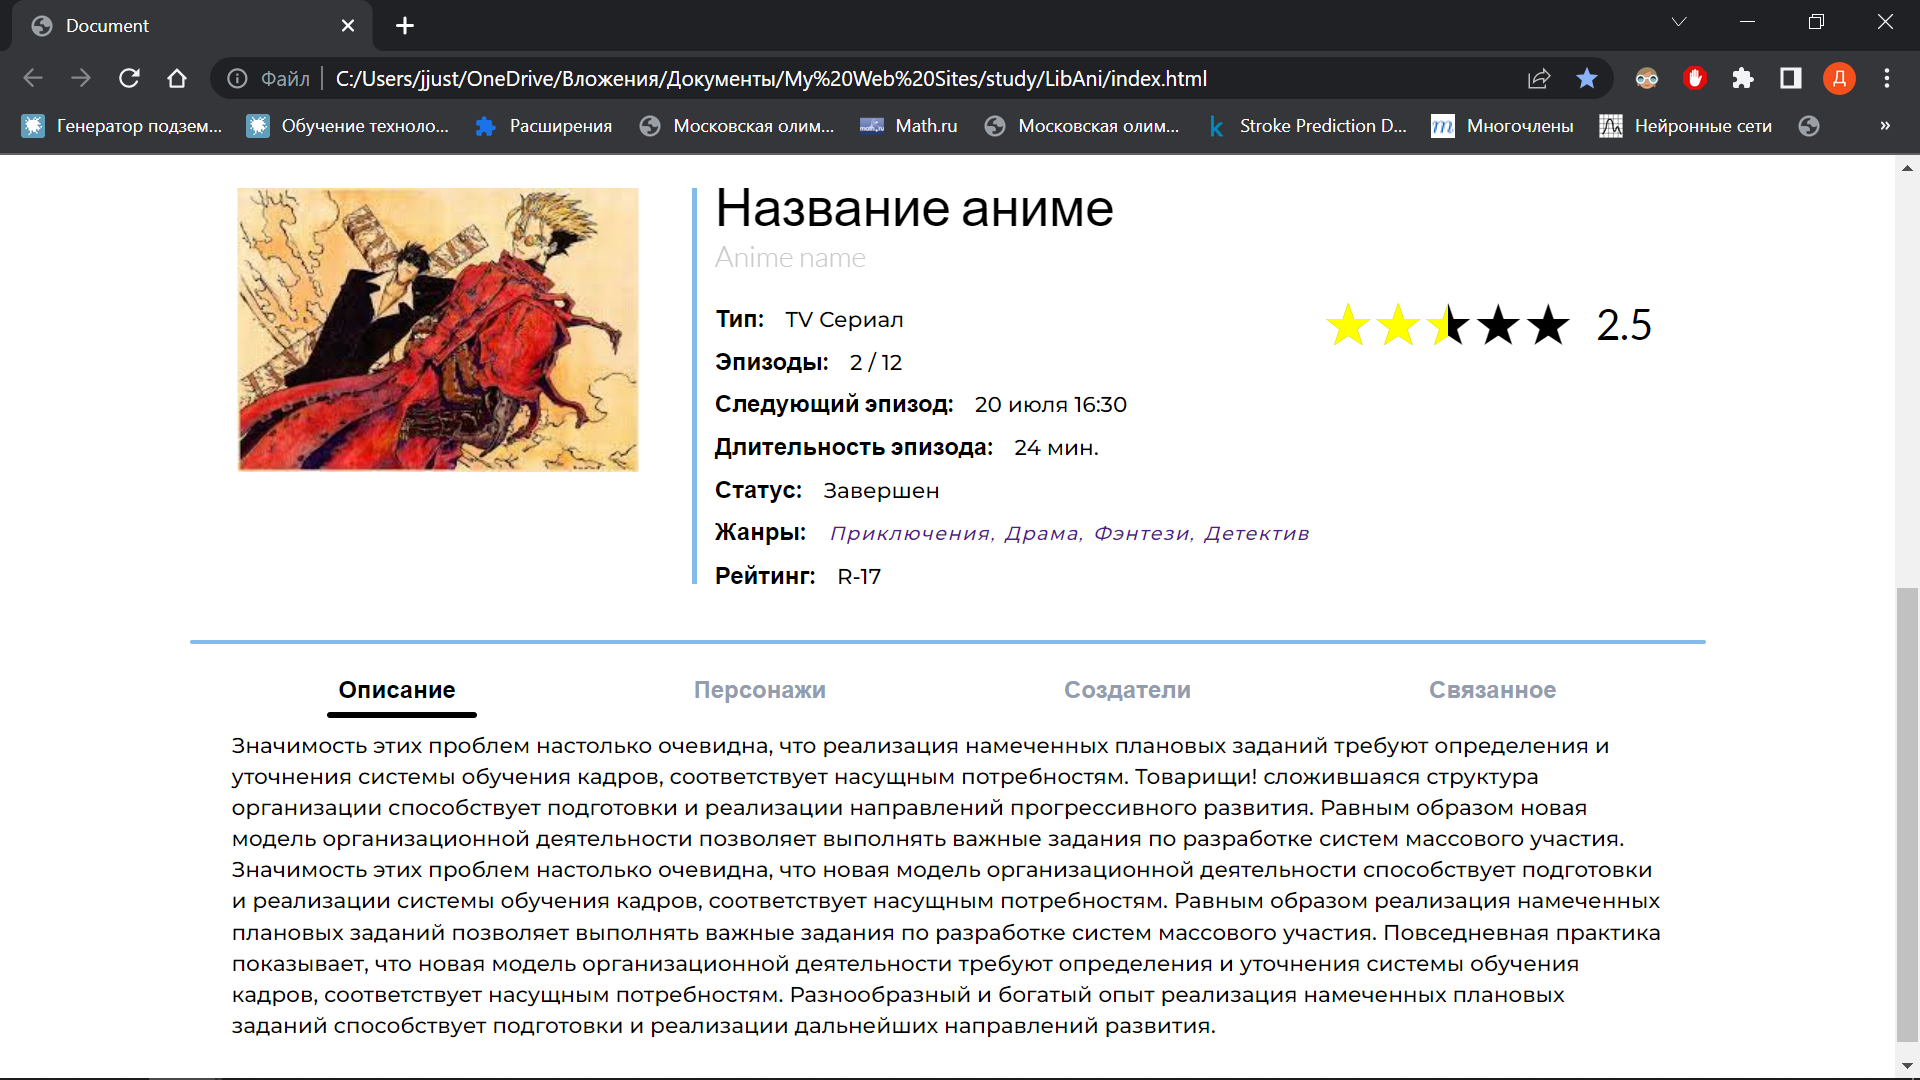 Document
Файл
C:/Users/jjust/OneDrive/Вложения/Документы/My%20Web%20Sites/study/LibAni/index.html
Д
Генератор подзем...
Обучение техноло...
Расширения
Московская олим...
Math.ru
Московская олим...
Stroke Prediction D...
Многочлены
Нейронные сети
»
Название аниме
Anime name
Тип: TV Сериал
2.5
Эпизоды: 2 / 12
Следующий эпизод: 20 июля 16:30
Длительность эпизода: 24 мин.
Статус: Завершен
Жанры: Приключения, Драма, Фэнтези, Детектив
Рейтинг: R-17
Описание
Персонажи
Создатели
Связанное
Значимость этих проблем настолько очевидна, что реализация намеченных плановых заданий требуют определения и
уточнения системы обучения кадров, соответствует насущным потребностям. Товарищи! сложившаяся структура
организации способствует подготовки и реализации направлений прогрессивного развития. Равным образом новая
модель организационной деятельности позволяет выполнять важные задания по разработке систем массового участия.
Значимость этих проблем настолько очевидна, что новая модель организационной деятельности способствует подготовки
и реализации системы обучения кадров, соответствует насущным потребностям. Равным образом реализация намеченных
плановых заданий позволяет выполнять важные задания по разработке систем массового участия. Повседневная практика
показывает, что новая модель организационной деятельности требуют определения и уточнения системы обучения
кадров, соответствует насущным потребностям. Разнообразный и богатый опыт реализация намеченных плановых
заданий способствует подготовки и реализации дальнейших направлений развития.